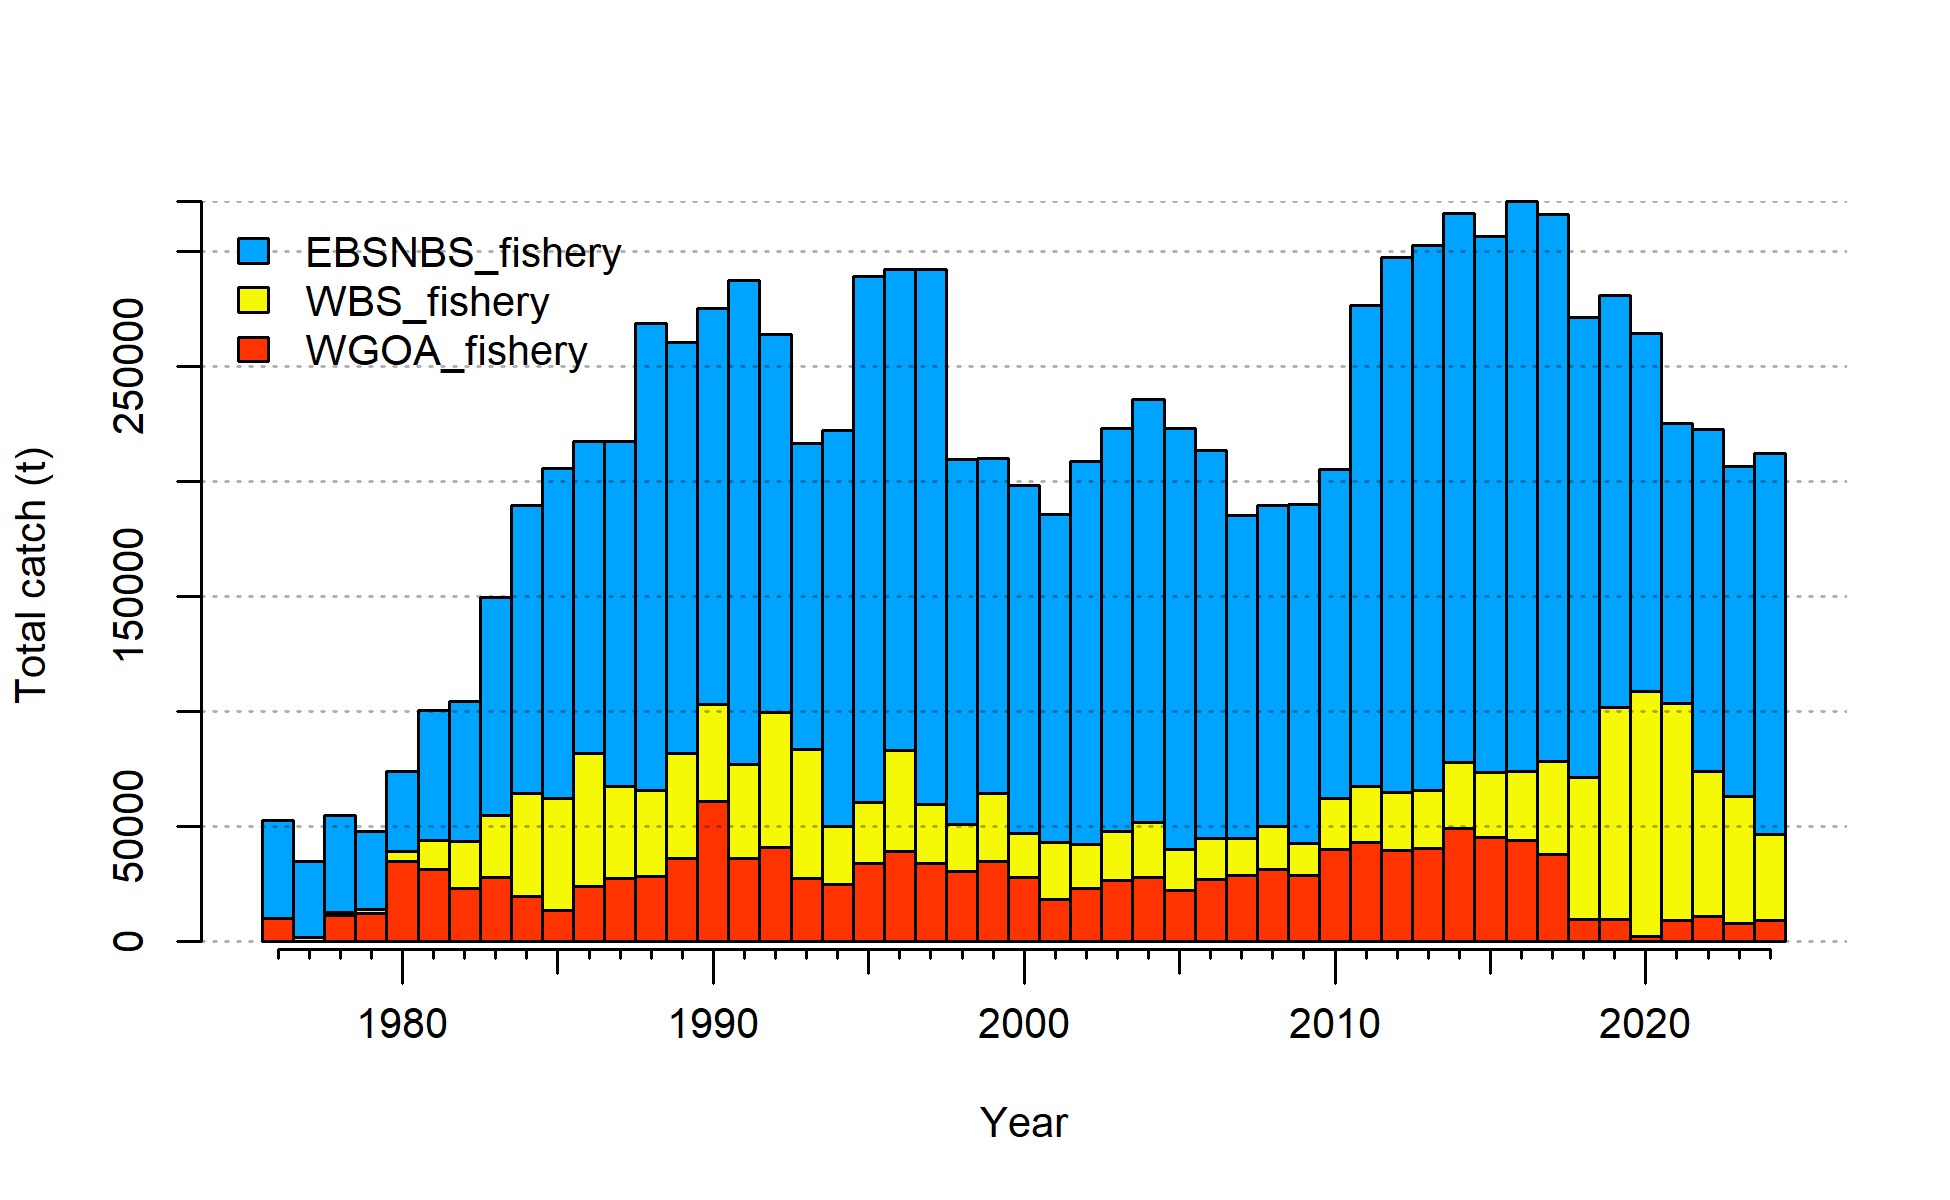 EBSNBS_fishery
WBS_fishery
WGOA_fishery
Total catch (t)
250000
150000
50000
0
1980 1990 2000 2010 2020
Year